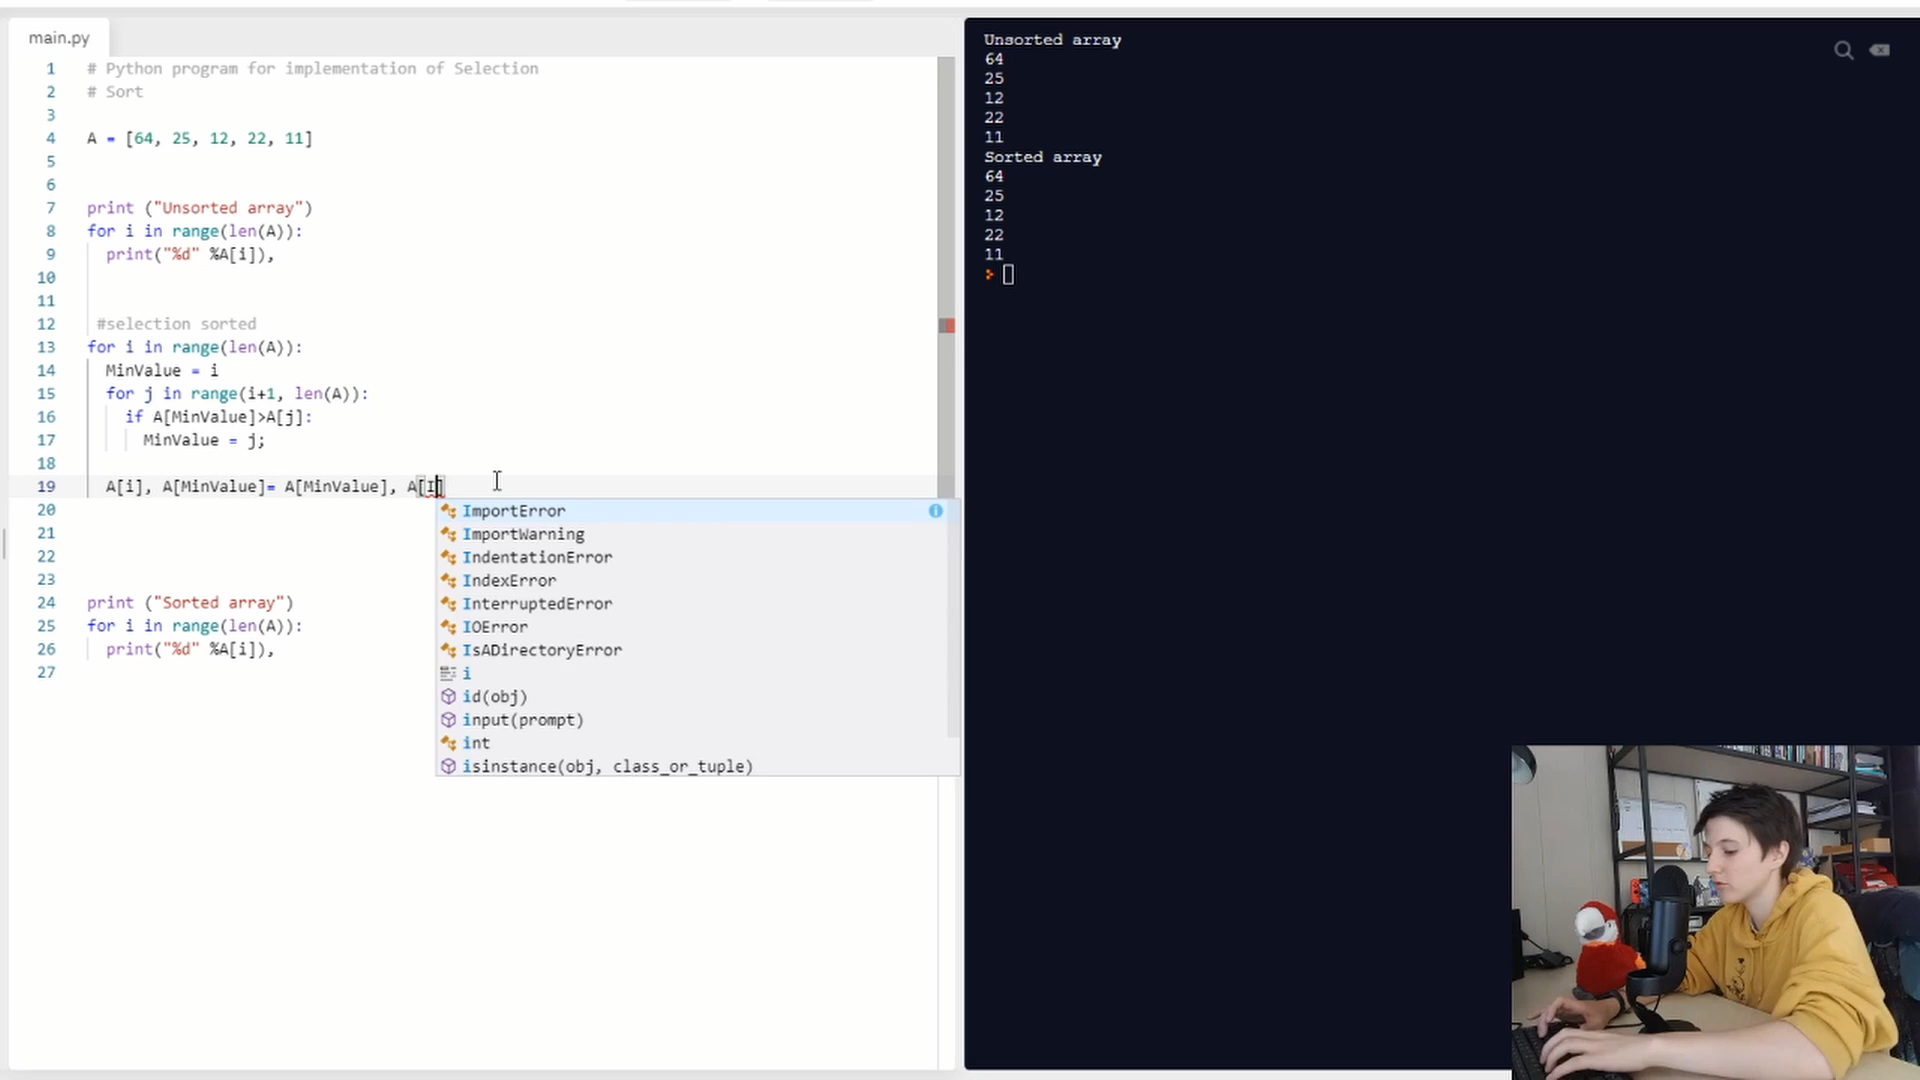 main.py
1 # Python program for implementation of Selection
2 # Sort
3
4 A = [64, 25, 12, 22, 11]
5
6
7 print ("Unsorted array")
8 for i in range(len(A)):
9 print("%d" %A[i]),
10
11
12 #selection sorted
13 for i in range(len(A)):
14 MinValue = i
15 for j in range(i+1, len(A)):
16 if A[MinValue]>A[j]:
17 MinValue = j;
18
19 A[i], A[MinValue]= A[MinValue], A[I]
20
21
22
23
24 print ("Sorted array")
25 for i in range(len(A)):
26 print("%d" %A[i]),
27
ImportError
ImportWarning
IndentationError
IndexError
InterruptedError
IOError
IsADirectoryError
i
id(obj)
input(prompt)
int
isinstance(obj, class_or_tuple)
Unsorted array
64
25
12
22
11
Sorted array
64
25
12
22
11